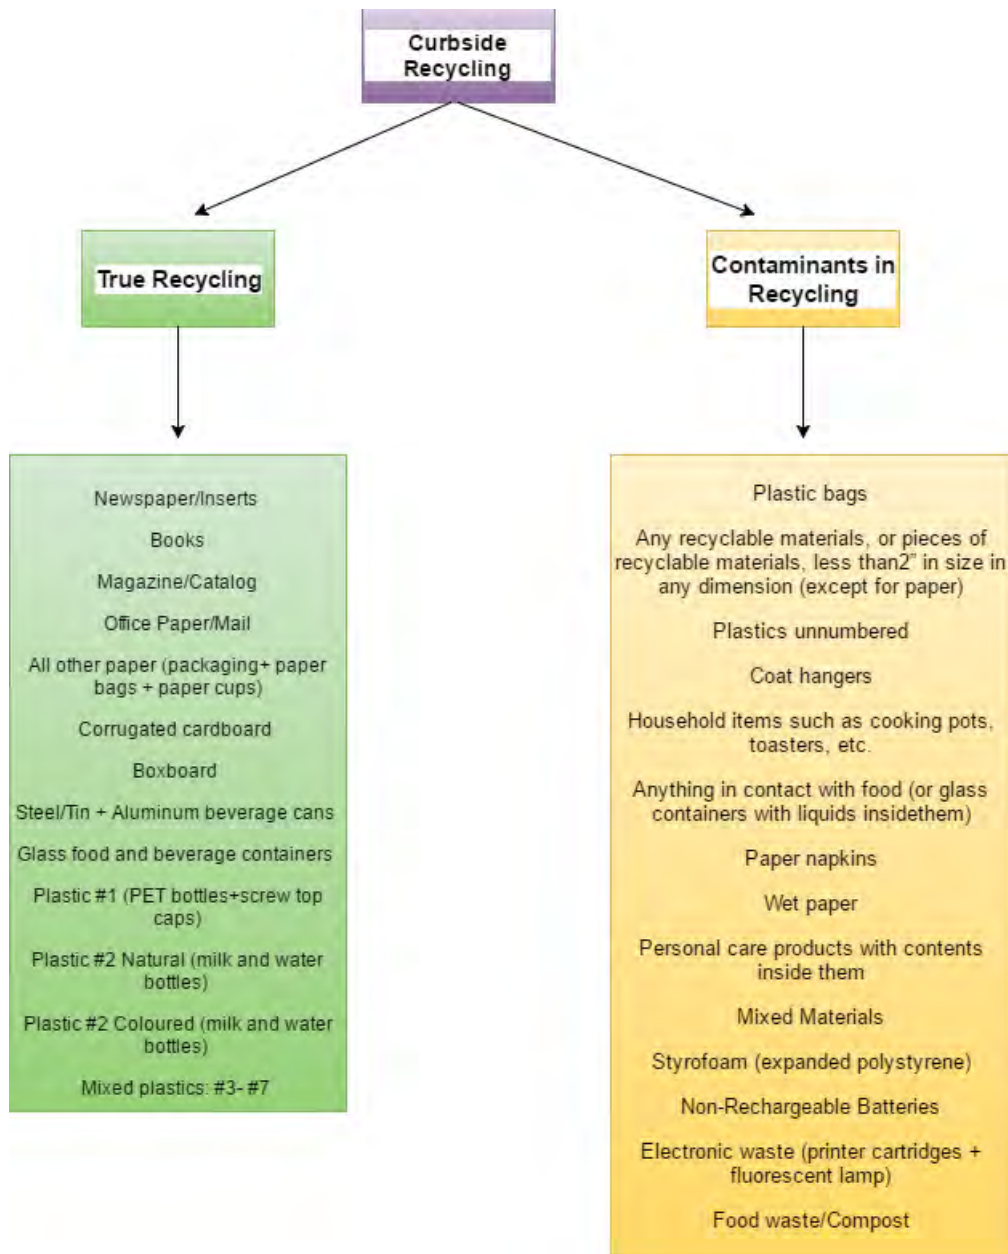 Curbside
Recycling
True Recycling
Contaminants in
Recycling
Newspaper/Inserts
Books
Magazine/Catalog
Office Paper/Mail
All other paper (packaging+ paper
bags + paper cups)
Corrugated cardboard
Boxboard
Steel/Tin + Aluminum beverage cans
Glass food and beverage containers
Plastic #1 (PET bottles+screw top
caps)
Plastic #2 Natural (milk and water
bottles)
Plastic #2 Coloured (milk and water
bottles)
Mixed plastics: #3- #7
Plastic bags
Any recyclable materials, or pieces of
recyclable materials, less than2” in size in
any dimension (except for paper)
Plastics unnumbered
Coat hangers
Household items such as cooking pots,
toasters, etc.
Anything in contact with food (or glass
containers with liquids insidethem)
Paper napkins
Wet paper
Personal care products with contents
inside them
Mixed Materials
Styrofoam (expanded polystyrene)
Non-Rechargeable Batteries
Electronic waste (printer cartridges +
fluorescent lamp)
Food waste/Compost